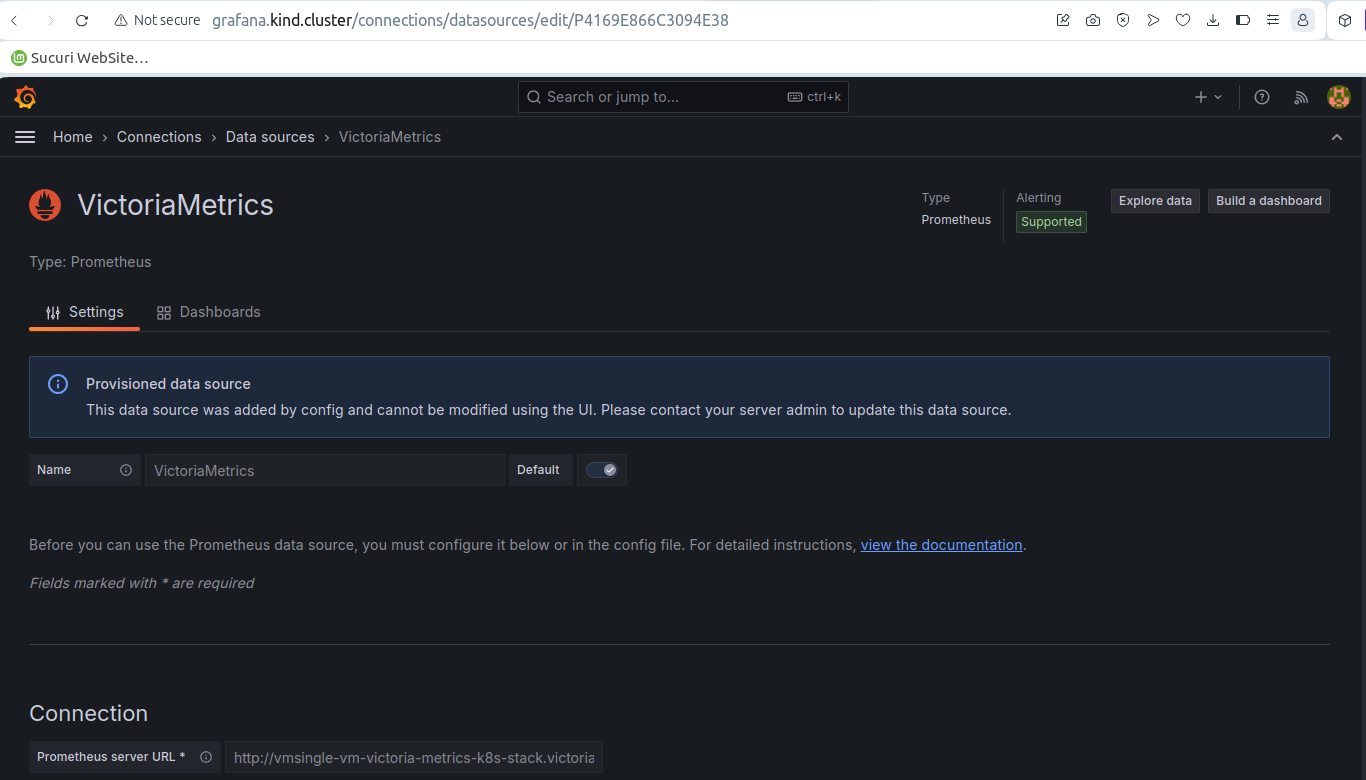 Not secure grafana.kind.cluster/connections/datasources/edit/P4169E866C3094E38
Sucuri WebSite...
Search or jump to... ctrl+k
Home › Connections › Data sources › VictoriaMetrics
VictoriaMetrics
Type Alerting
Prometheus Supported
Explore data Build a dashboard
Type: Prometheus
Settings Dashboards
Provisioned data source
This data source was added by config and cannot be modified using the UI. Please contact your server admin to update this data source.
Name VictoriaMetrics Default
Before you can use the Prometheus data source, you must configure it below or in the config file. For detailed instructions, view the documentation.
Fields marked with * are required
Connection
Prometheus server URL * http://vmsingle-vm-victoria-metrics-k8s-stack.victoria